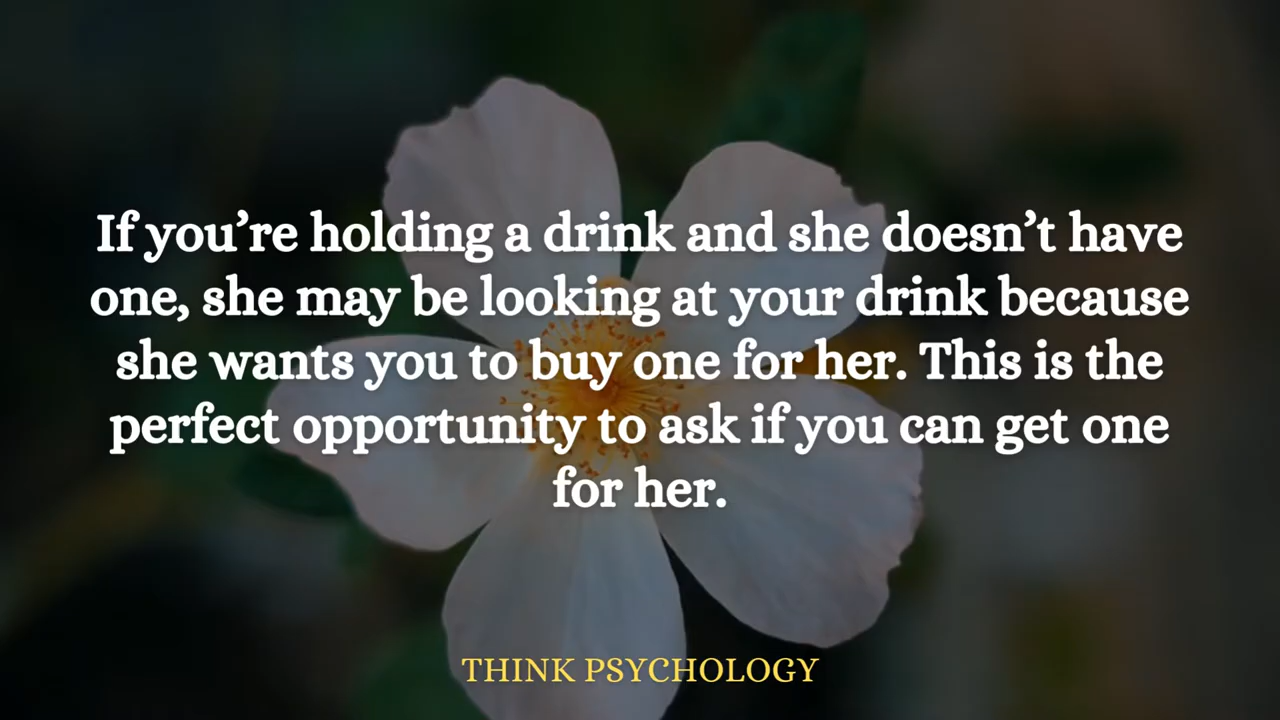 If you’re holding a drink and she doesn’t have
one, she may be looking at your drink because
she wants you to buy one for her. This is the
perfect opportunity to ask if you can get one
for her.
THINK PSYCHOLOGY